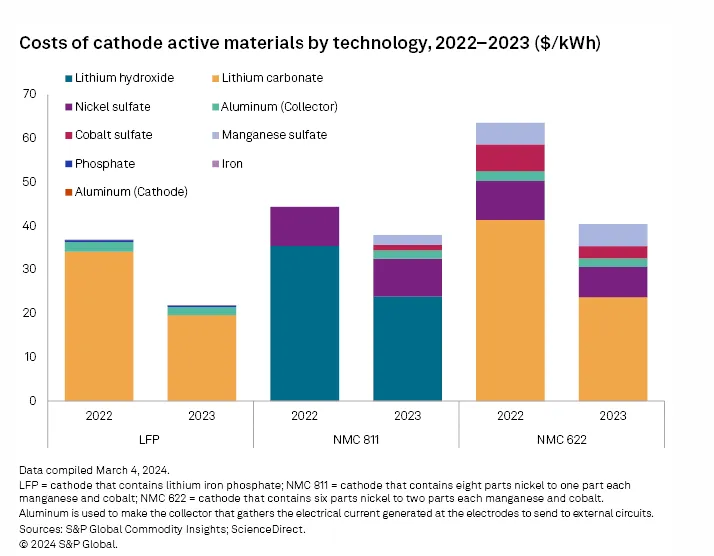 Costs of cathode active materials by technology, 2022–2023 ($/kWh)
Lithium hydroxide Lithium carbonate
Nickel sulfate Aluminum (Collector)
Cobalt sulfate Manganese sulfate
Phosphate Iron
Aluminum (Cathode)
70
60
50
40
30
20
10
0
2022 2023 2022 2023 2022 2023
LFP NMC 811 NMC 622
Data compiled March 4, 2024.
LFP = cathode that contains lithium iron phosphate; NMC 811 = cathode that contains eight parts nickel to one part each
manganese and cobalt; NMC 622 = cathode that contains six parts nickel to two parts each manganese and cobalt.
Aluminum is used to make the collector that gathers the electrical current generated at the electrodes to send to external circuits.
Sources: S&P Global Commodity Insights; ScienceDirect.
© 2024 S&P Global.